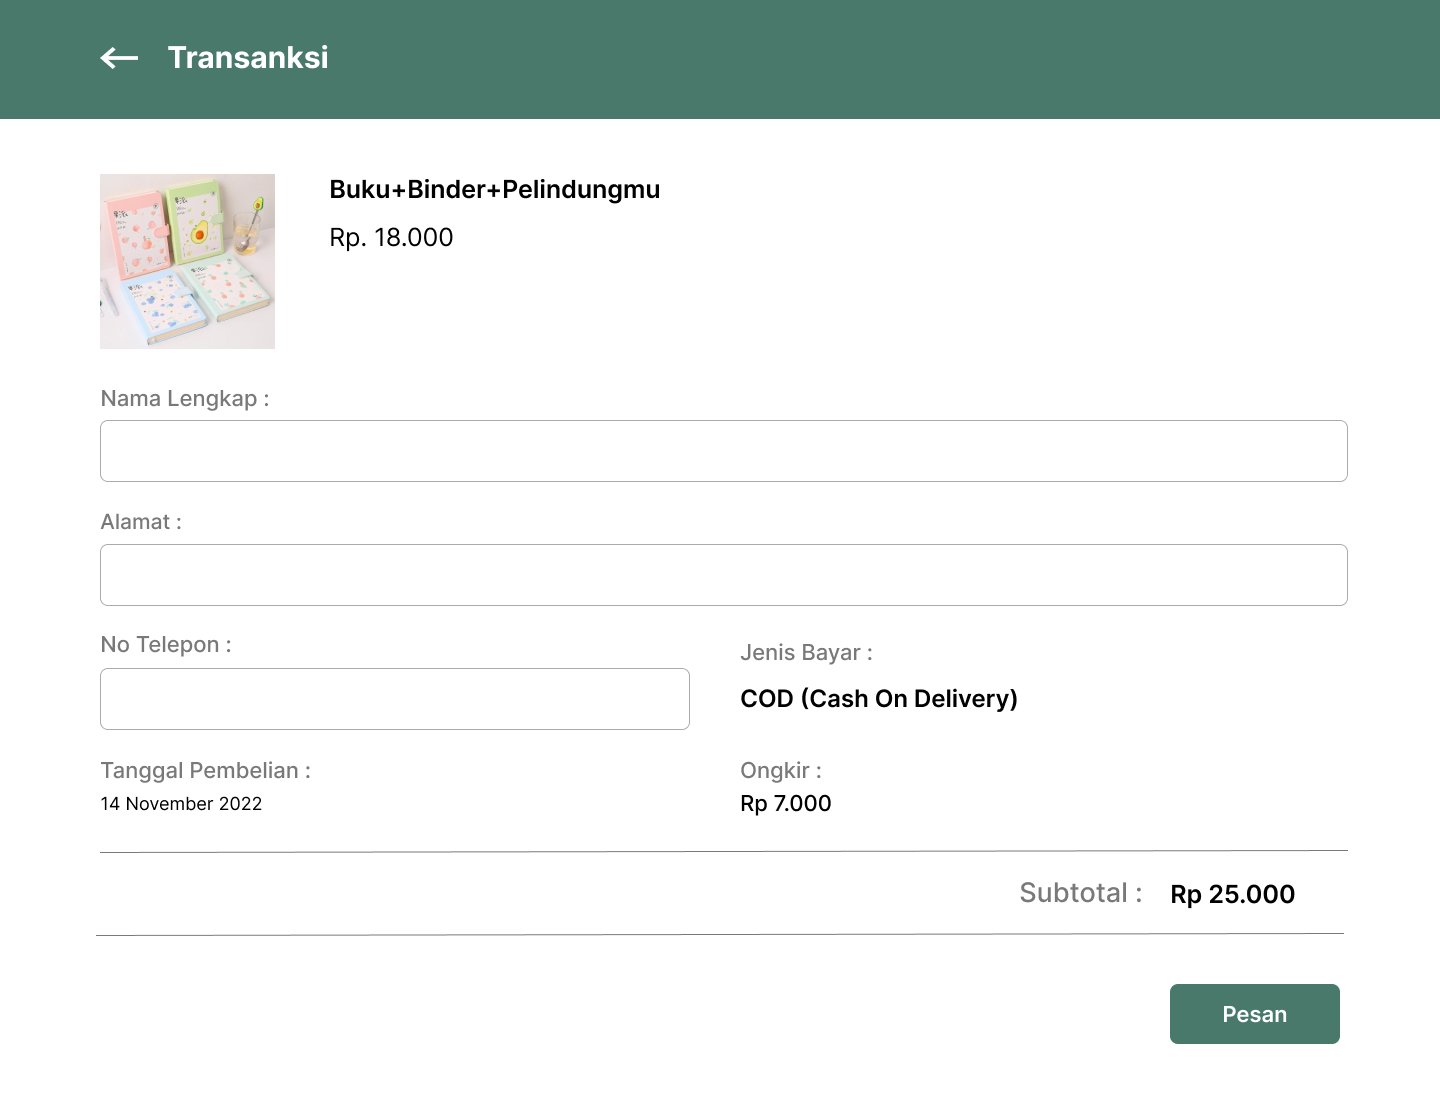 Transanksi
Buku+Binder+Pelindungmu
Rp. 18.000
Nama Lengkap :
Alamat :
No Telepon :
Jenis Bayar :
COD (Cash On Delivery)
Tanggal Pembelian :
14 November 2022
Ongkir :
Rp 7.000
Subtotal :
Rp 25.000
Pesan